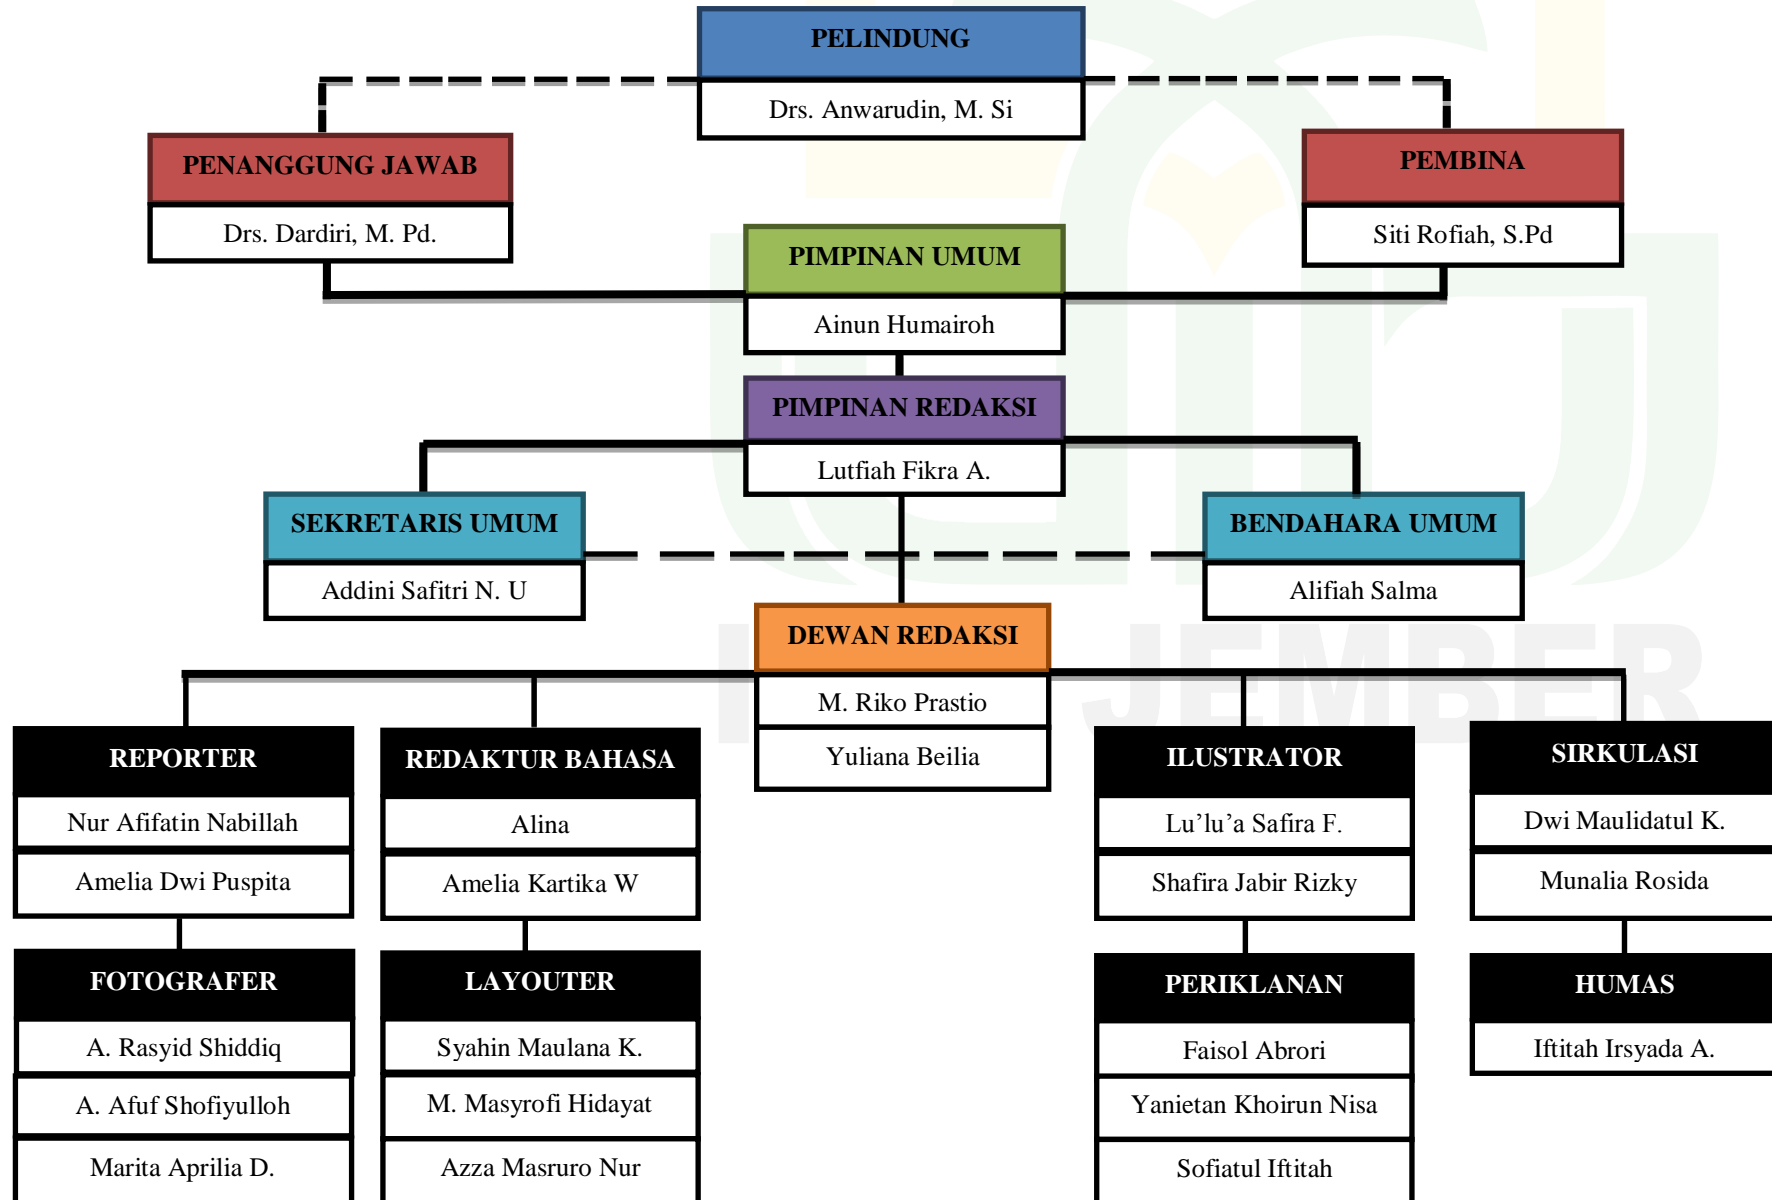 PELINDUNG
Drs. Anwarudin, M. Si
PENANGGUNG JAWAB
Drs. Dardiri, M. Pd.
PEMBINA
Siti Rofiah, S.Pd
PIMPINAN UMUM
Ainun Humairoh
PIMPINAN REDAKSI
Lutfiah Fikra A.
SEKRETARIS UMUM
Addini Safitri N. U
BENDAHARA UMUM
Alifiah Salma
DEWAN REDAKSI
M. Riko Prastio
Yuliana Beilia
REPORTER
Nur Afifatin Nabillah
Amelia Dwi Puspita
REDAKTUR BAHASA
Alina
Amelia Kartika W
ILUSTRATOR
Lu’lu’a Safira F.
Shafira Jabir Rizky
SIRKULASI
Dwi Maulidatul K.
Munalia Rosida
FOTOGRAFER
A. Rasyid Shiddiq
A. Afuf Shofiyulloh
Marita Aprilia D.
LAYOUTER
Syahin Maulana K.
M. Masyrofi Hidayat
Azza Masruro Nur
PERIKLANAN
Faisol Abrori
Yanietan Khoirun Nisa
Sofiatul Iftitah
HUMAS
Iftitah Irsyada A.
JEMBER